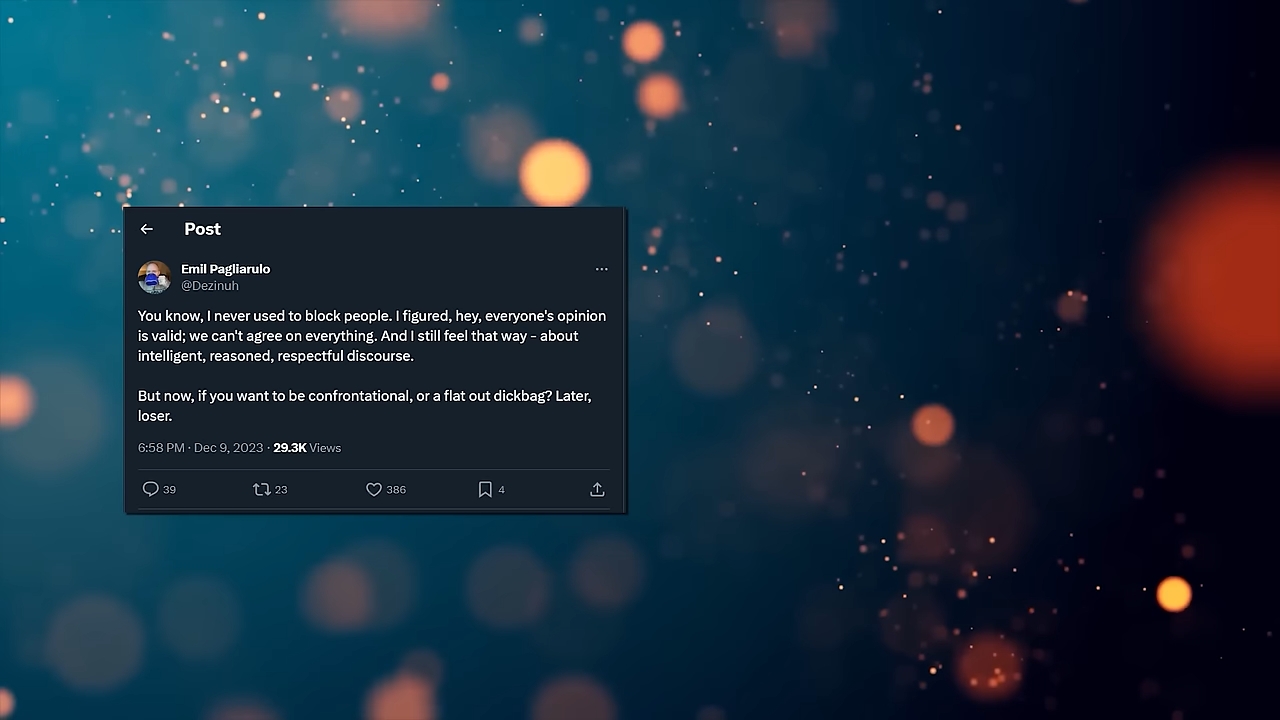 Post
Emil Pagliarulo
@Dezinuh
You know, I never used to block people. I figured, hey, everyone's opinion
is valid; we can't agree on everything. And I still feel that way - about
intelligent, reasoned, respectful discourse.
But now, if you want to be confrontational, or a flat out dickbag? Later,
loser.
6:58 PM · Dec 9, 2023 · 29.3K Views
39 23 386 4